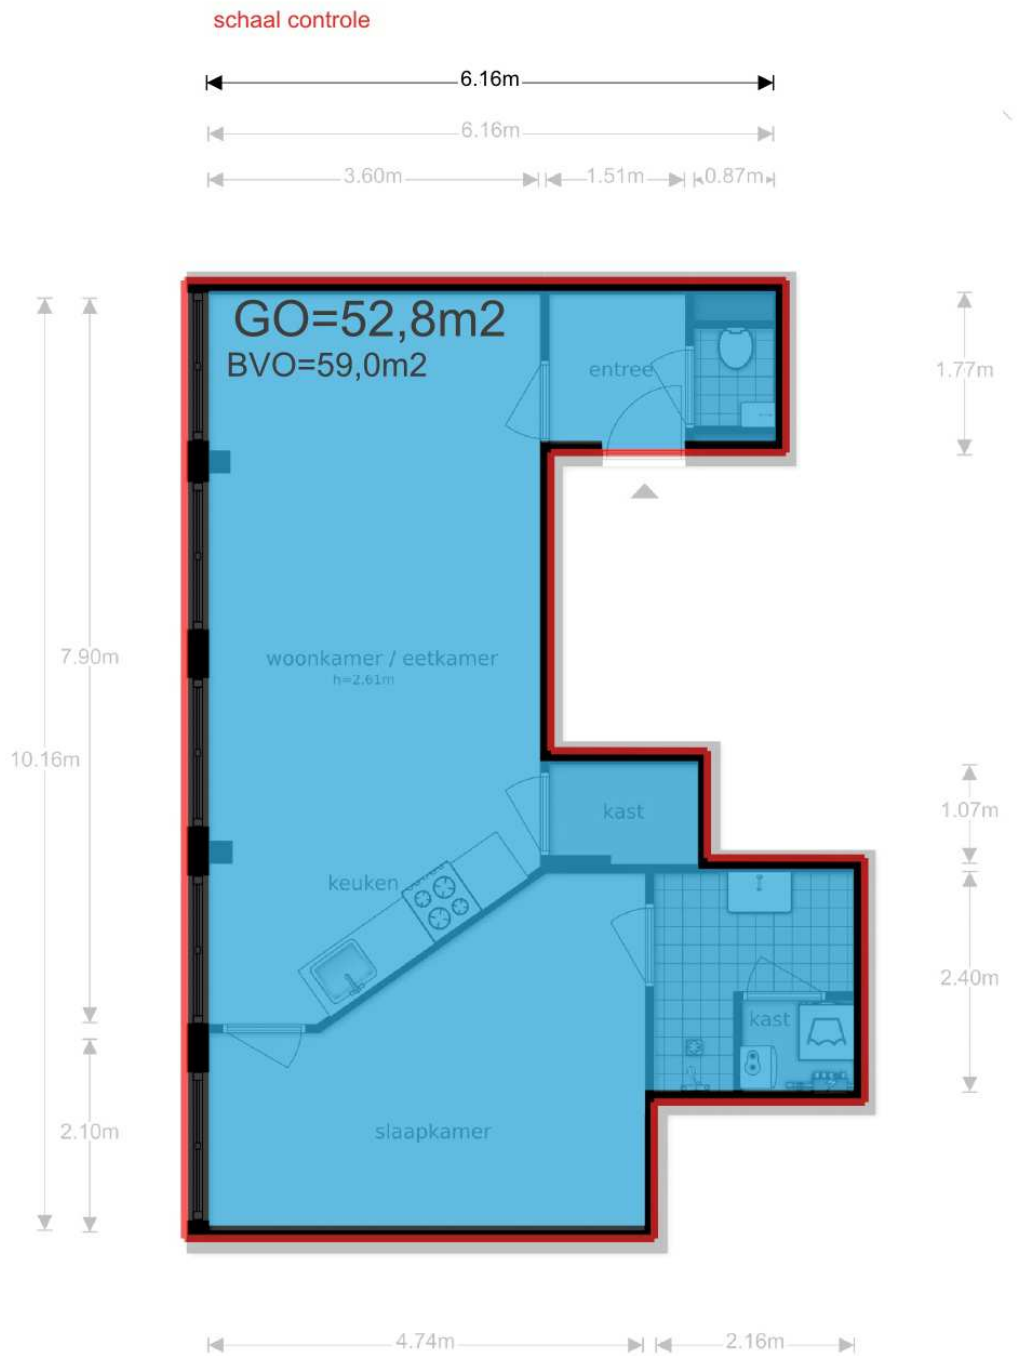 schaal controle
6.16m
6.16m
3.60m
1.51m
0.87m
GO=52,8m2
BVO=59,0m2
entree
1.77m
woonkamer / eetkamer
h=2.61m
7.90m
10.16m
kast
1.07m
keuken
2.40m
kast
2.10m
slaapkamer
4.74m
2.16m